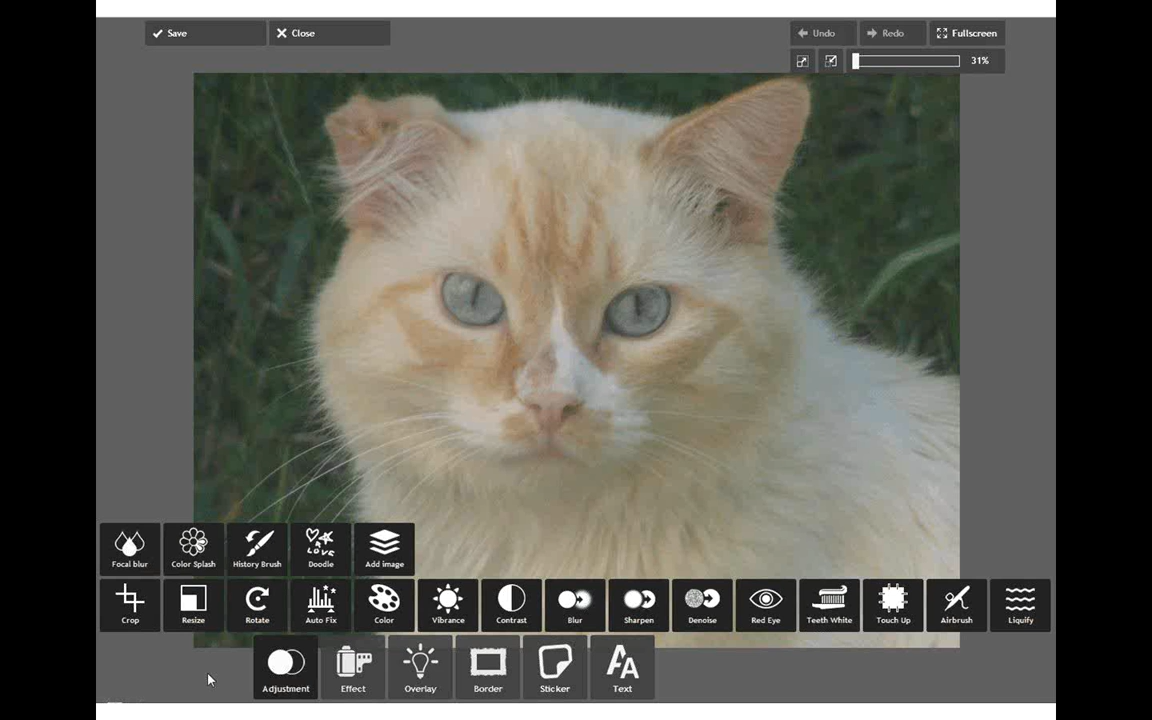 Save Close Undo Redo Fullscreen
31%
Focal blur Color Splash History Brush Doodle Add image
Crop Resize Rotate Auto Fix Color Vibrance Contrast Blur Sharpen Denoise Red Eye Teeth White Touch Up Airbrush Liquify
Adjustment Effect Overlay Border Sticker Text